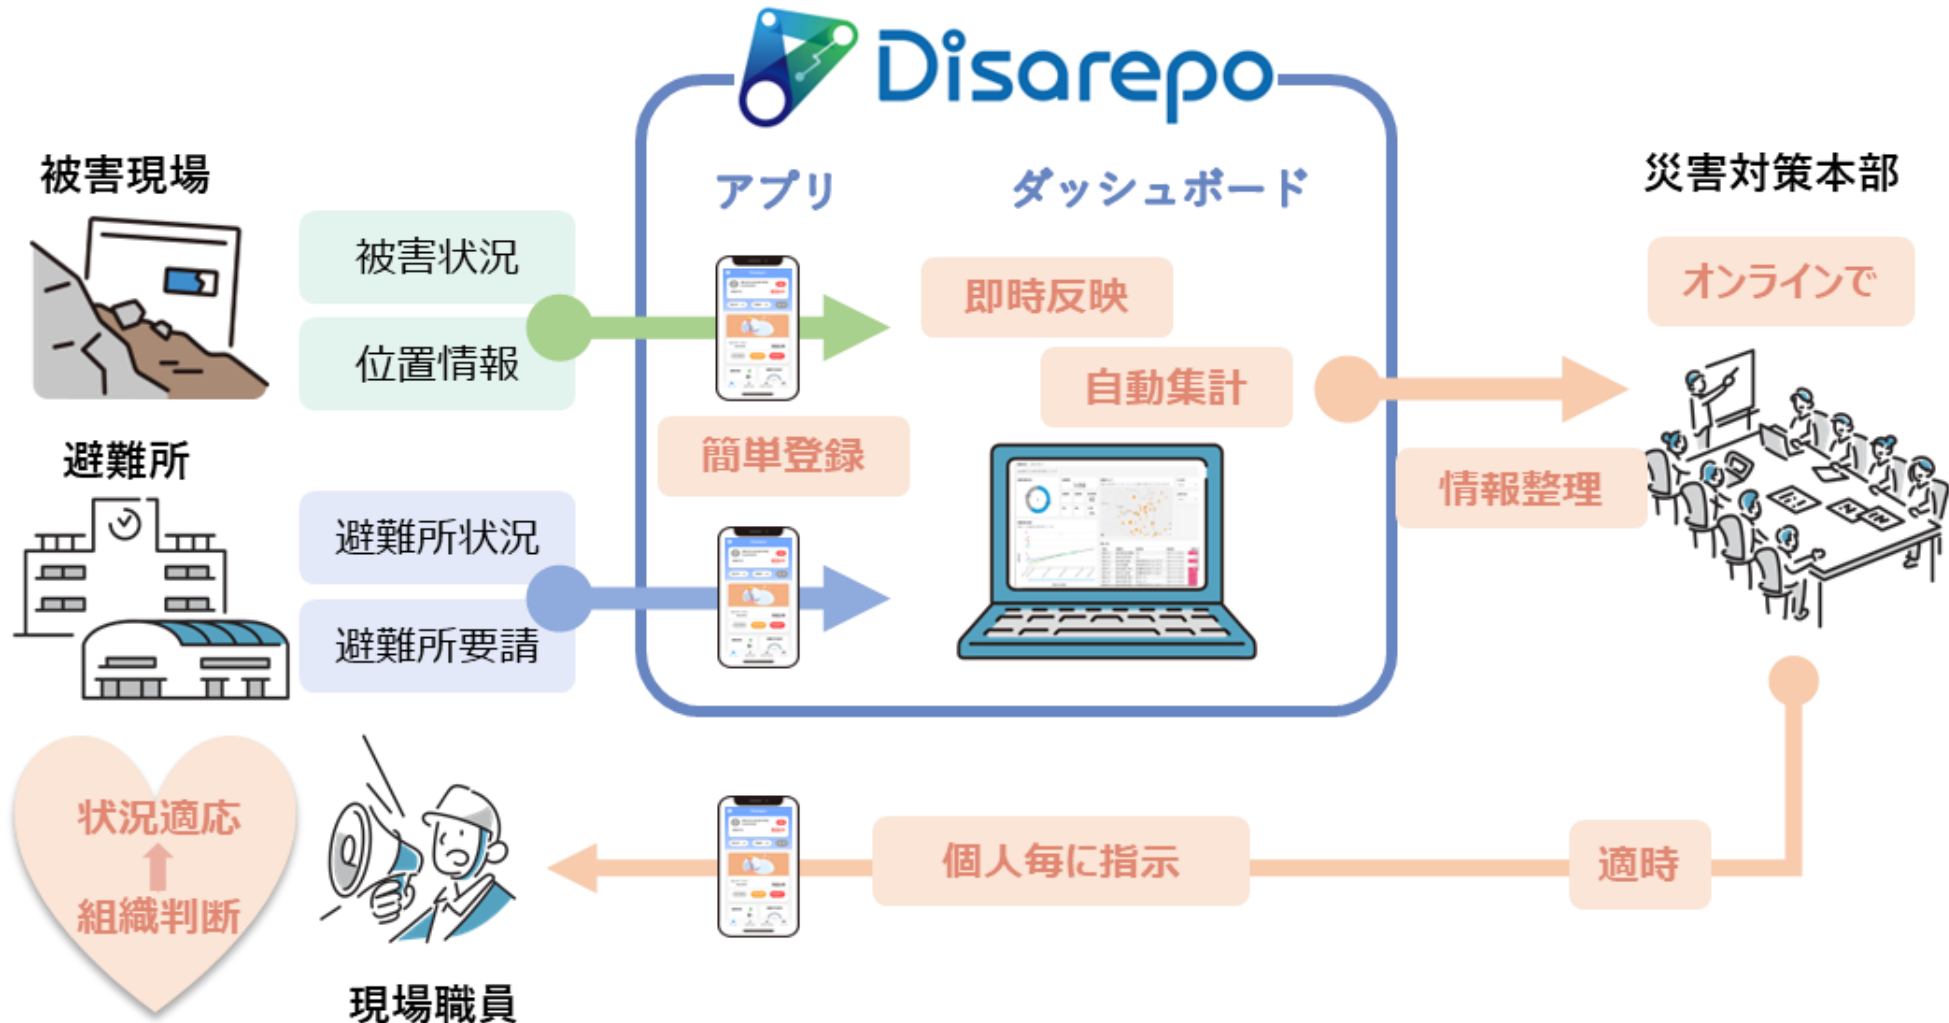 Disarepo
被害現場
アプリ
ダッシュボード
災害対策本部
被害状況
位置情報
即時反映
自動集計
オンラインで
簡単登録
情報整理
避難所
避難所状況
避難所要請
状況適応
組織判断
個人毎に指示
適時
現場職員